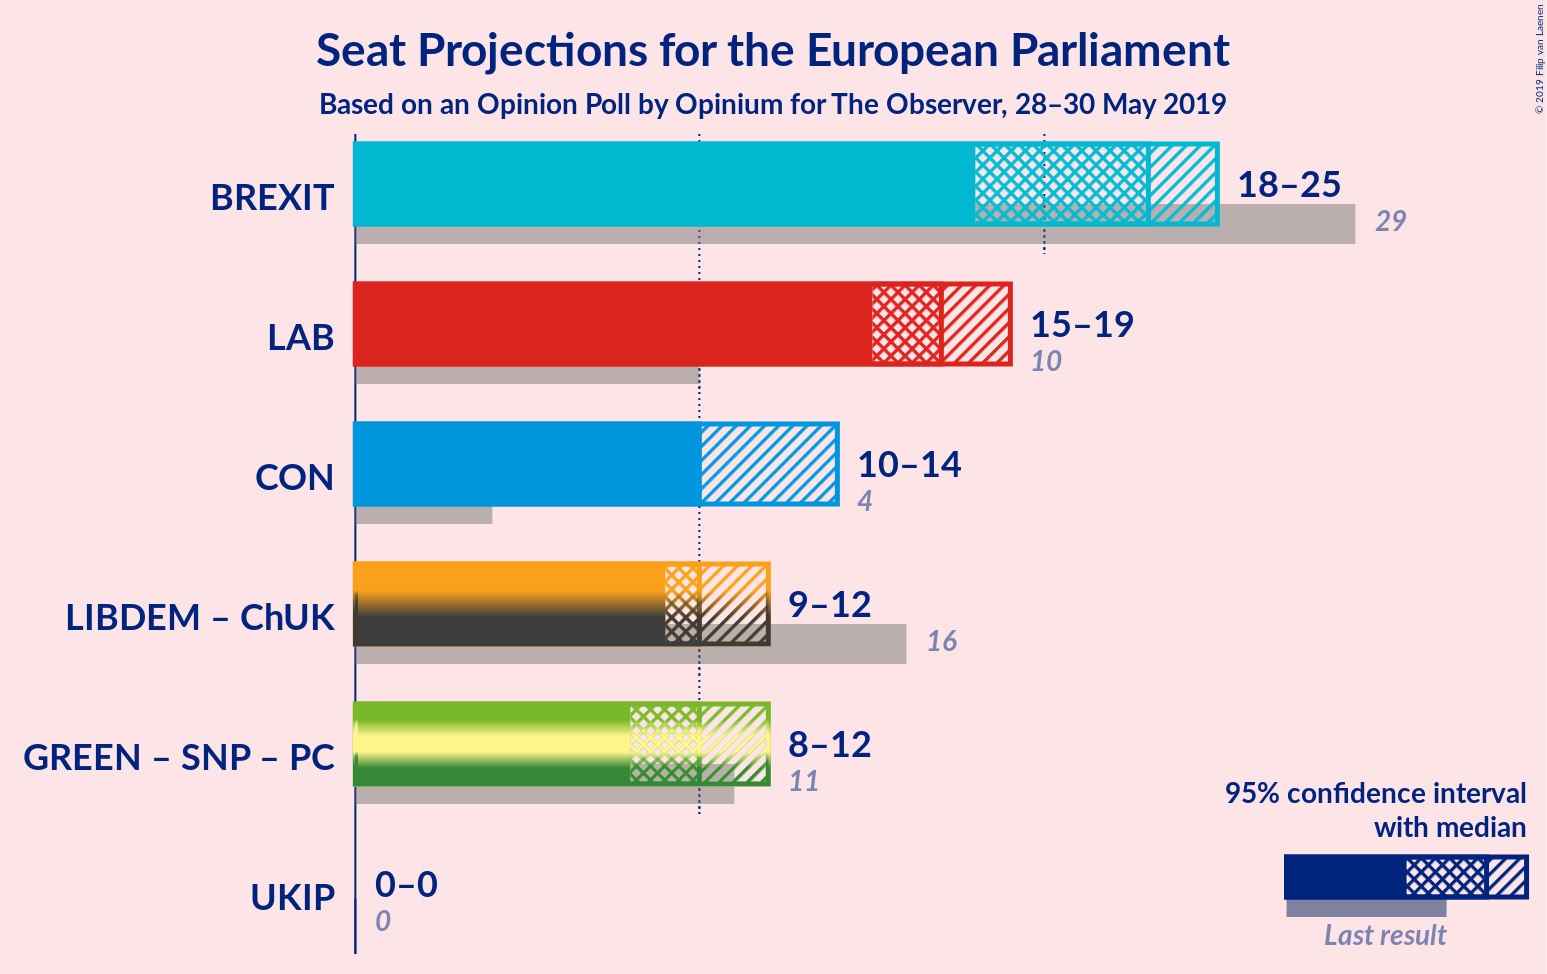 Seat Projections for the European Parliament
Based on an Opinion Poll by Opinium for The Observer, 28–30 May 2019
© 2019 Filip van Laenen
BREXIT
18–25
29
LAB
15–19
10
CON
10–14
4
LIBDEM – ChUK
9–12
16
GREEN – SNP – PC
8–12
11
UKIP
0–0
0
95% confidence interval
with median
Last result